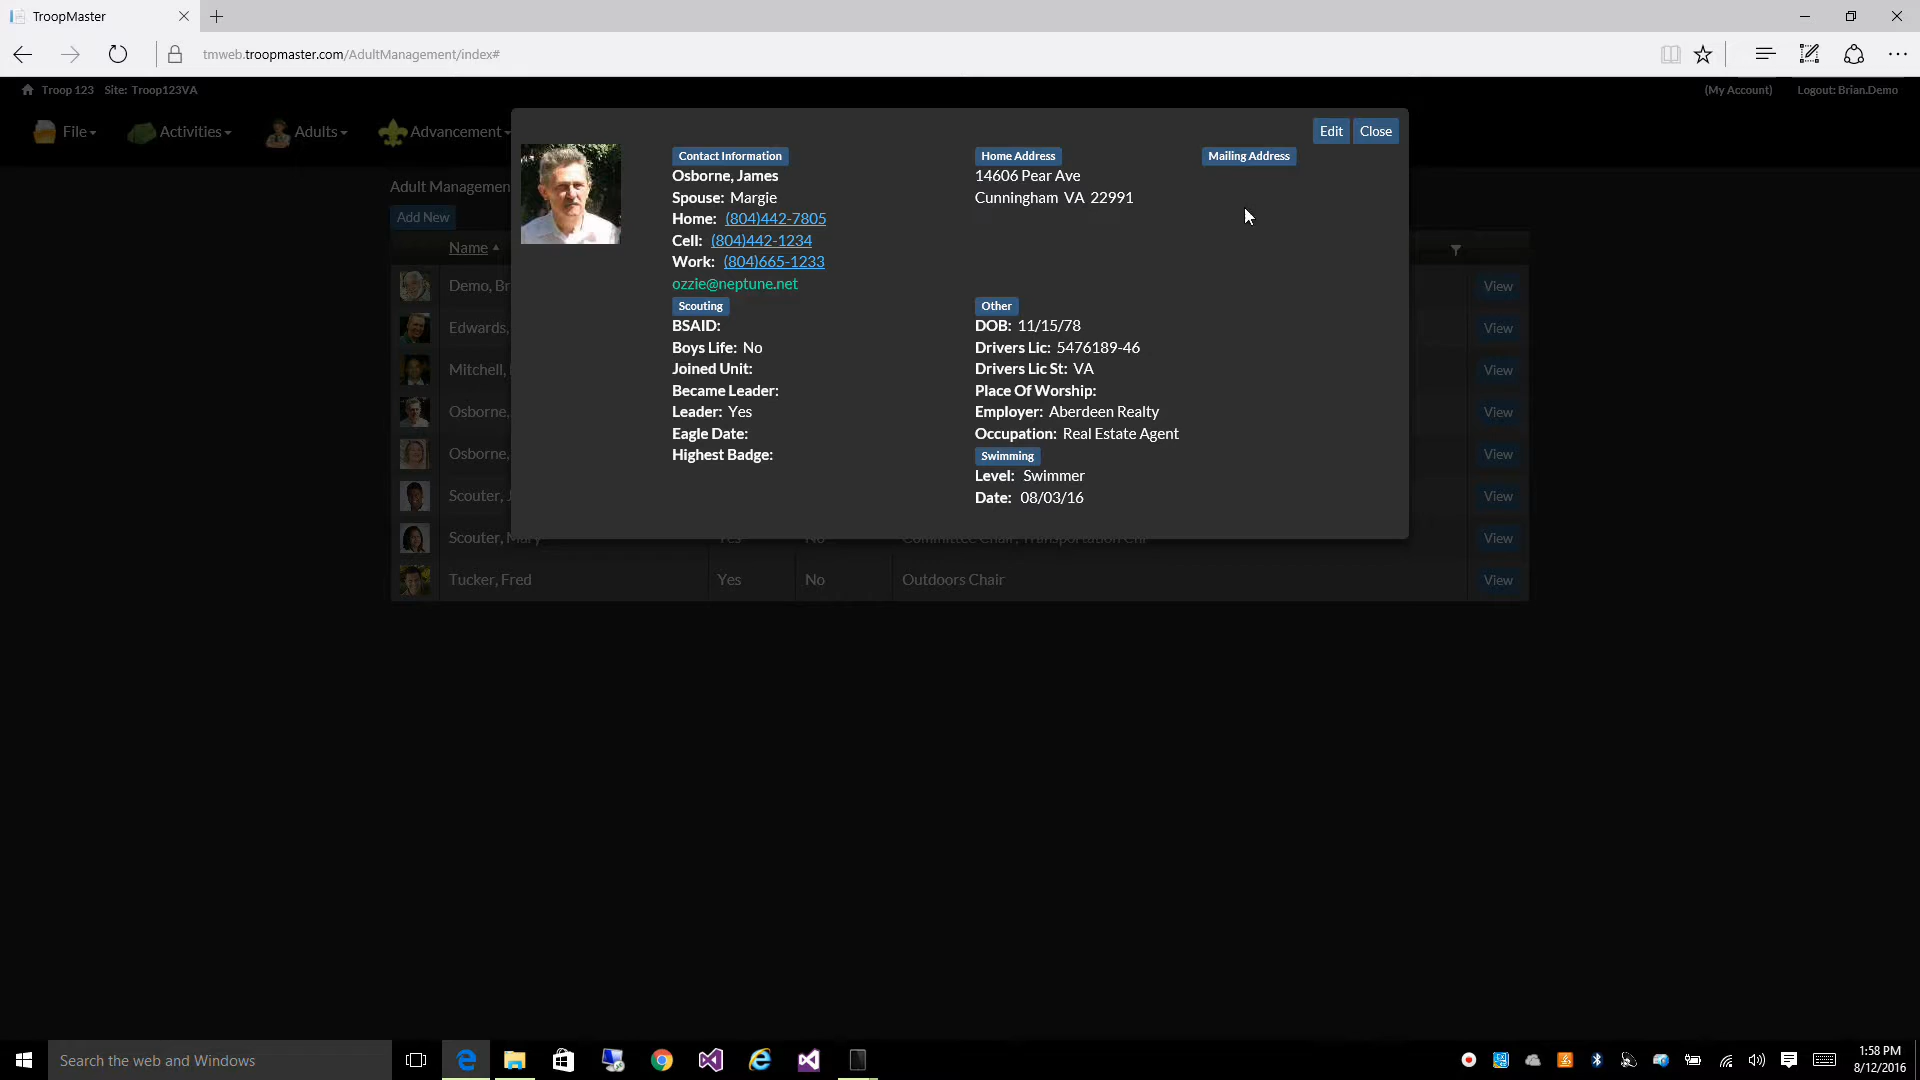 TroopMaster
tmweb.troopmaster.com/AdultManagement/index#
Troop 123 Site: Troop123VA
(My Account) Logout: Brian.Demo
File
Activities
Adults
Advancement
Edit
Close
Contact Information
Osborne, James
Spouse: Margie
Home: (804)442-7805
Cell: (804)442-1234
Work: (804)665-1233
ozzie@neptune.net
Home Address
14606 Pear Ave
Cunningham VA 22991
Mailing Address
Scouting
BSAID:
Boys Life: No
Joined Unit:
Became Leader:
Leader: Yes
Eagle Date:
Highest Badge:
Other
DOB: 11/15/78
Drivers Lic: 5476189-46
Drivers Lic St: VA
Place Of Worship:
Employer: Aberdeen Realty
Occupation: Real Estate Agent
Swimming
Level: Swimmer
Date: 08/03/16
Adult Managemen
Add New
Name
Demo, Br
View
Edwards,
View
Mitchell,
View
Osborne,
View
Osborne,
View
Scouter, J
View
Scouter, Mary Yes No Committee Chair, Transportation Chr
View
Tucker, Fred Yes No Outdoors Chair
View
Search the web and Windows
1:58 PM
8/12/2016